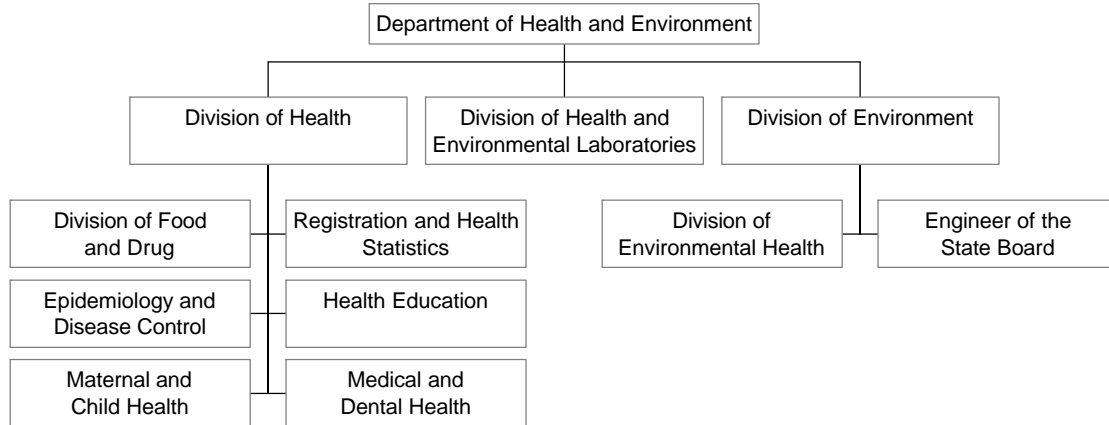 Department of Health and Environment
Division of Health
Division of Health and
Environmental Laboratories
Division of Environment
Division of Food
and Drug
Registration and Health
Statistics
Division of
Environmental Health
Engineer of the
State Board
Epidemiology and
Disease Control
Health Education
Maternal and
Child Health
Medical and
Dental Health